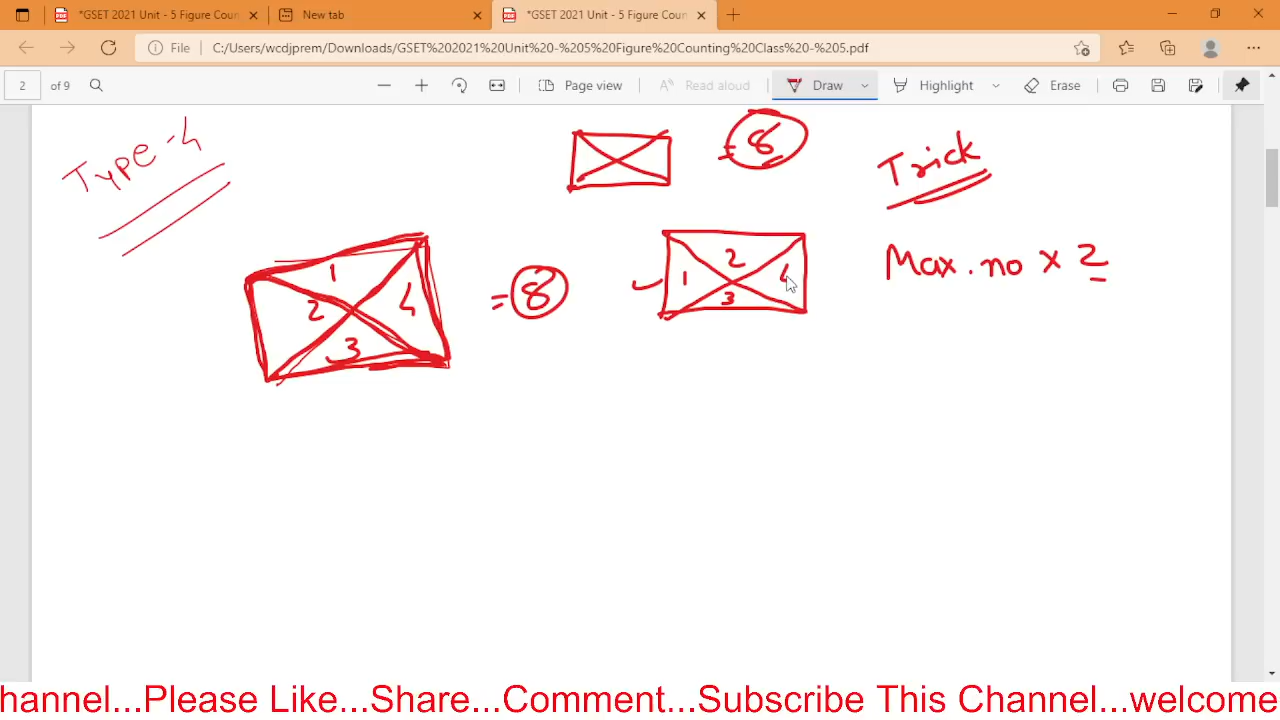 *GSET 2021 Unit - 5 Figure Coun
New tab
*GSET 2021 Unit - 5 Figure Coun
File C:/Users/wcdjprem/Downloads/GSET%202021%20Unit%20-%205%20Figure%20Counting%20Class%20-%205.pdf
2 of 9 Page view Read aloud Draw Highlight Erase
Type-4
= 8
Trick
1
2
3
4
= 8
1
2
3
4
Max. no x 2
hannel...Please Like...Share...Comment...Subscribe This Channel...welcome